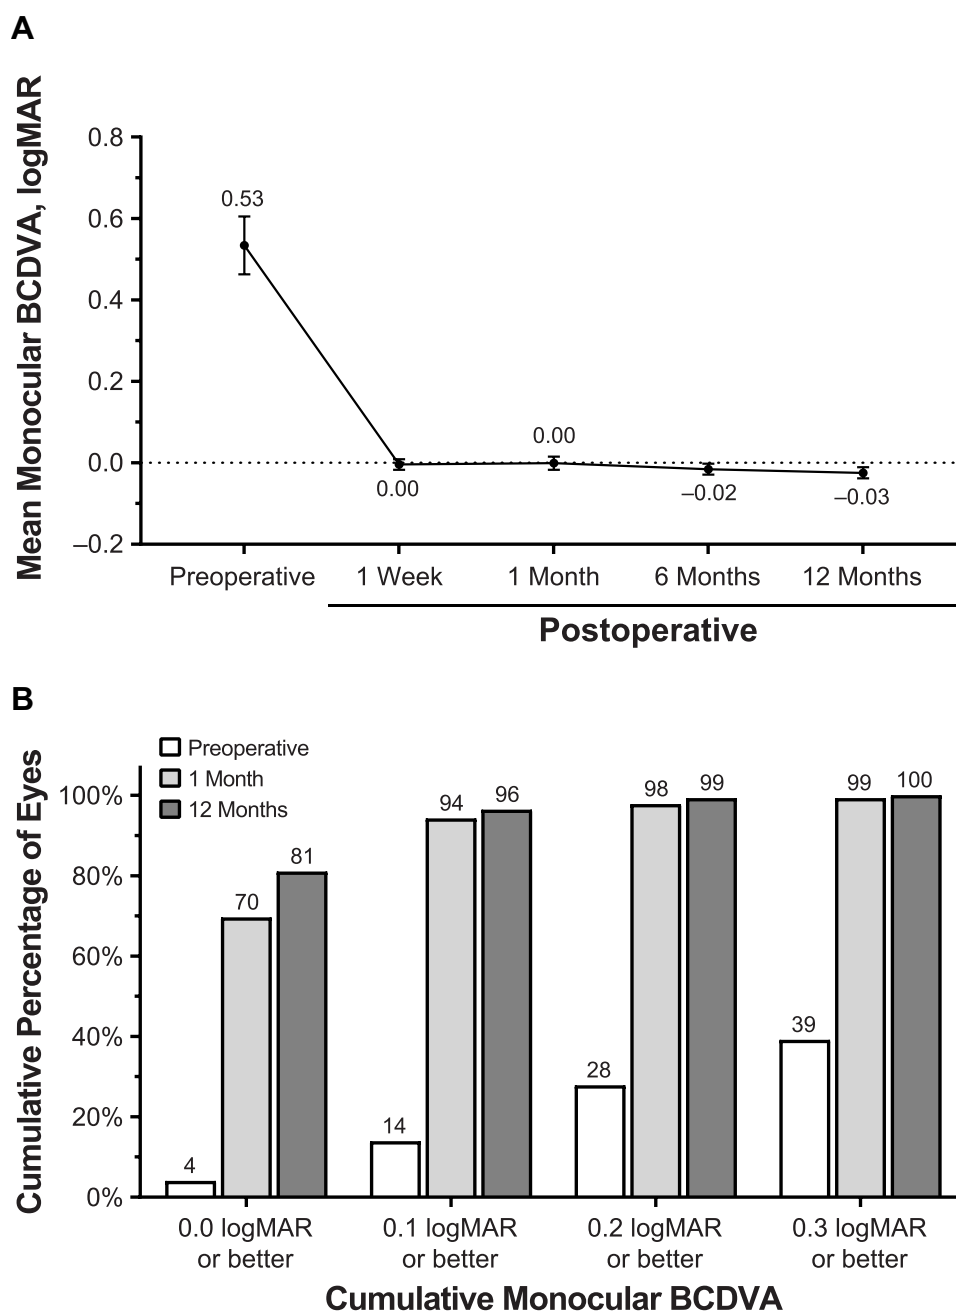 A
Mean Monocular BCDVA, logMAR
0.8
0.6
0.4
0.2
0.0
–0.2
0.53
0.00
0.00
–0.02
–0.03
Preoperative
1 Week
1 Month
6 Months
12 Months
Postoperative
B
Cumulative Percentage of Eyes
Preoperative
1 Month
12 Months
100%
80%
60%
40%
20%
0%
4
70
81
14
94
96
28
98
99
39
99
100
0.0 logMAR
or better
0.1 logMAR
or better
0.2 logMAR
or better
0.3 logMAR
or better
Cumulative Monocular BCDVA